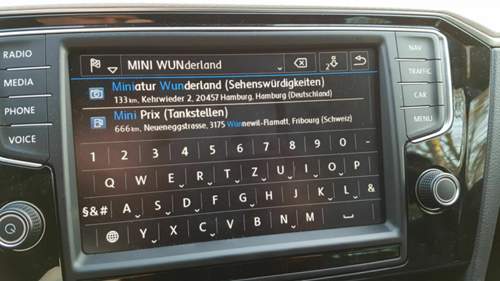 RADIO
MEDIA
PHONE
VOICE
NAV
TRAFFIC
CAR
MENU
MINI WUNderland
Miniatur Wunderland (Sehenswürdigkeiten)
133 km, Kehrwieder 2, 20457 Hamburg, Hamburg (Deutschland)
Mini Prix (Tankstellen)
666 km, Neueneggstrasse, 3175 Wünnewil-Flamatt, Fribourg (Schweiz)
1 2 3 4 5 6 7 8 9 0
Q W E R T Z U I O P
§&# A S D F G H J K L &
Y X C V B N M